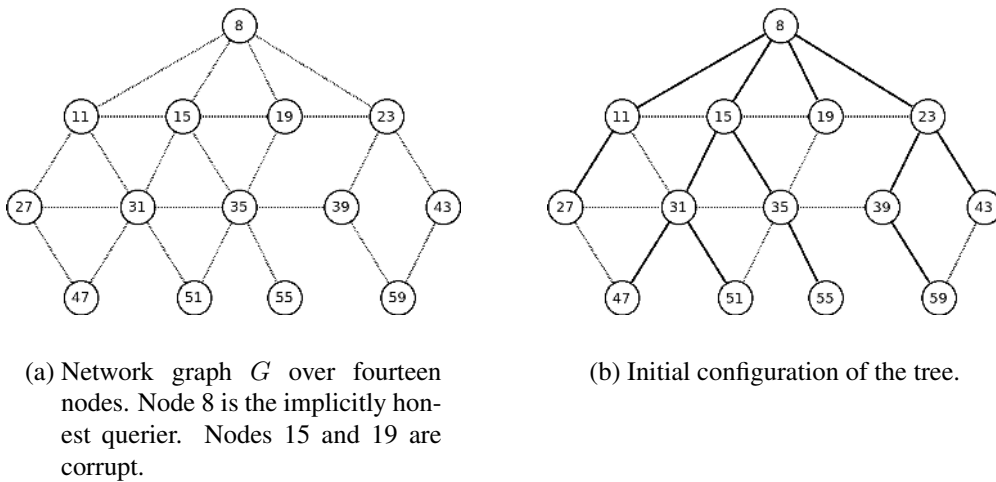 8 8
11 15 19 23 11 15 19 23
27 31 35 39 43 27 31 35 39 43
47 51 55 59 47 51 55 59
(a) Network graph G over fourteen
nodes. Node 8 is the implicitly hon-
est querier. Nodes 15 and 19 are
corrupt.
(b) Initial configuration of the tree.